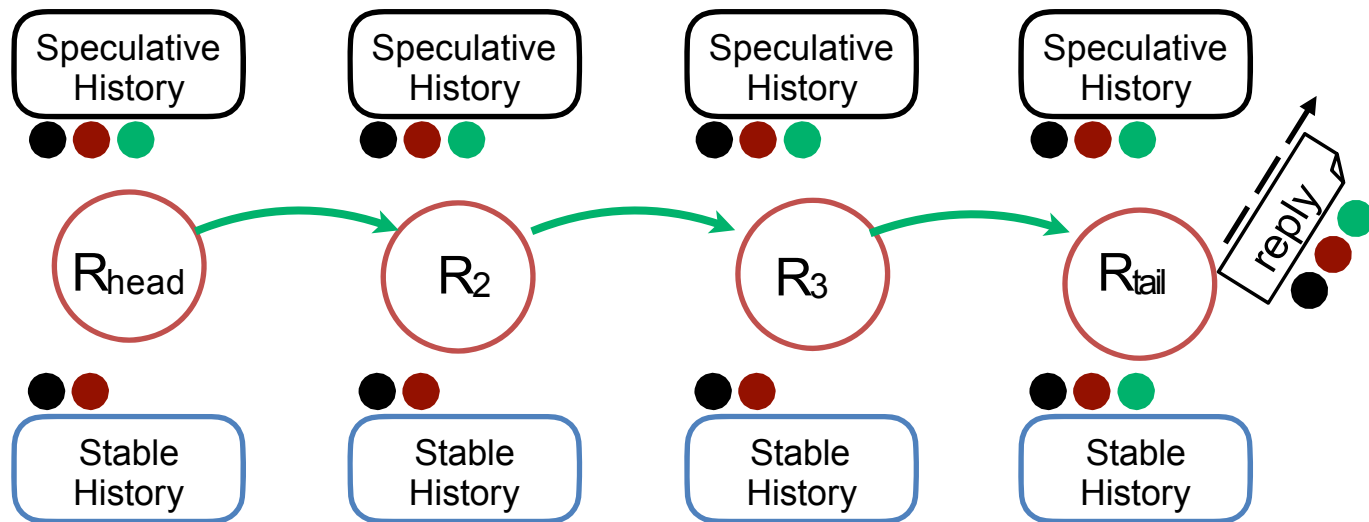 Speculative
History
Speculative
History
Speculative
History
Speculative
History
Rhead
R2
R3
Rtail
reply
Stable
History
Stable
History
Stable
History
Stable
History